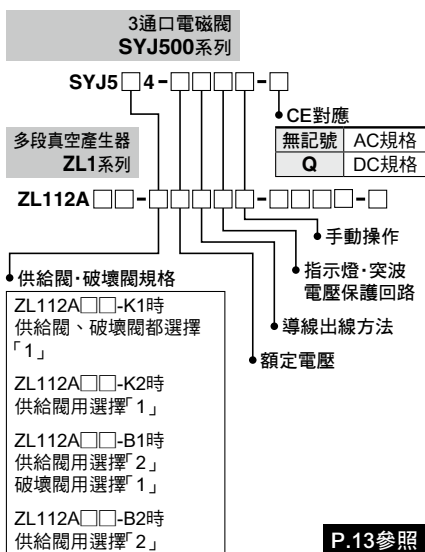 3通口電磁閥
SYJ500系列
SYJ5□4-□□□□-□
CE對應
無記號 AC規格
Q DC規格
多段真空產生器
ZL1系列
ZL112A□□-□□□□□-□□□□-□
手動操作
指示燈･突波
電壓保護回路
導線出線方法
額定電壓
供給閥･破壞閥規格
ZL112A□□-K1時
供給閥、破壞閥都選擇
「1」
ZL112A□□-K2時
供給閥用選擇「1」
ZL112A□□-B1時
供給閥用選擇「2」
破壞閥用選擇「1」
ZL112A□□-B2時
供給閥用選擇「2」
P.13參照